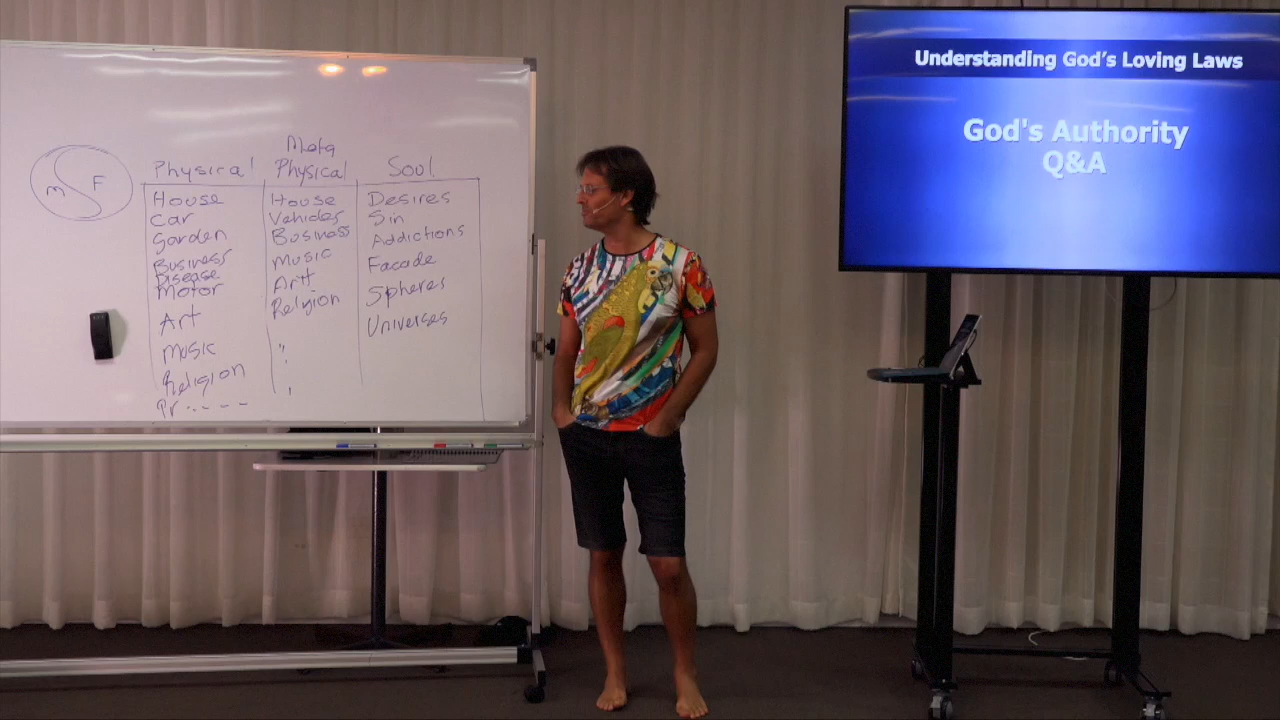 Understanding God's Loving Laws
God's Authority
Q&A
M F
Physical
House
Car
Garden
Business
Disease
Motor
Art
Music
Religion
Pr.----
Meta
Physical
House
Vehicles
Business
Music
Art
Religion
Soul
Desires
Sin
Addictions
Facade
Spheres
Universes